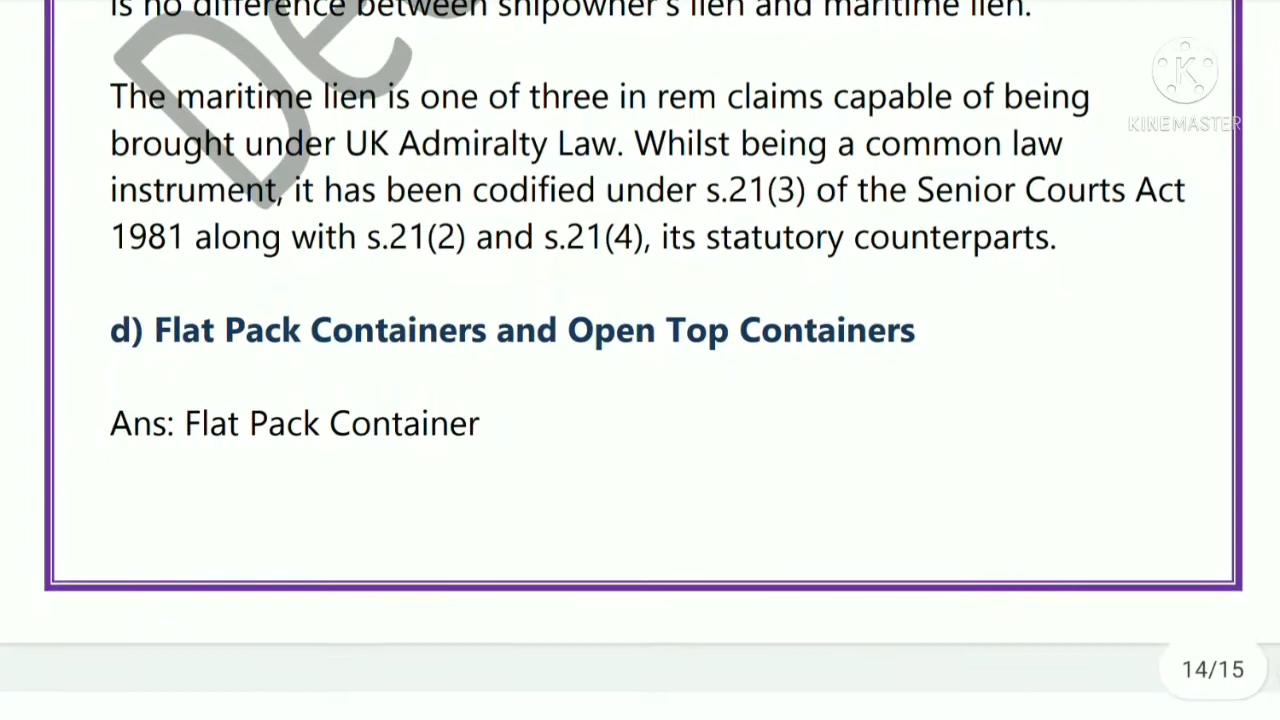 is no difference between shipowner's lien and maritime lien.
The maritime lien is one of three in rem claims capable of being
brought under UK Admiralty Law. Whilst being a common law
instrument, it has been codified under s.21(3) of the Senior Courts Act
1981 along with s.21(2) and s.21(4), its statutory counterparts.
d) Flat Pack Containers and Open Top Containers
Ans: Flat Pack Container
K
KINEMASTER
14/15